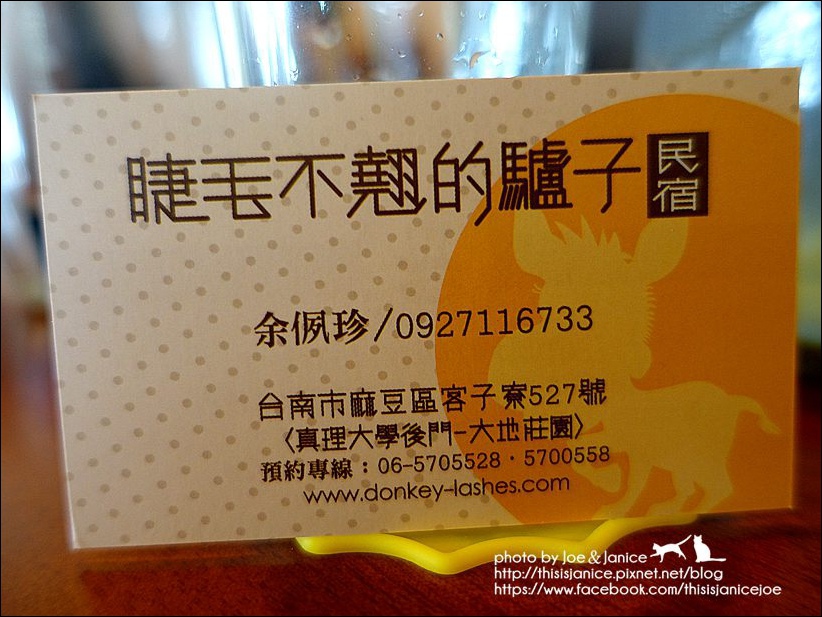 睫毛不翹的驢子民宿
余佩珍/0927116733
台南市麻豆區客子寮527號
〈真理大學後門-大地莊園〉
預約專線：06-5705528．5700558
www.donkey-lashes.com
photo by Joe & Janice
http://thisisjanice.pixnet.net/blog
https://www.facebook.com/thisisjanicejoe